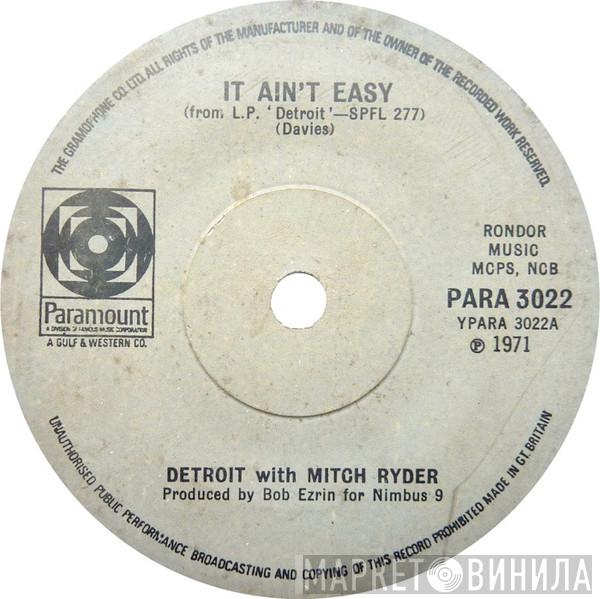 THE GRAMOPHONE CO. LTD. ALL RIGHTS OF THE MANUFACTURER AND OF THE OWNER OF THE RECORDED WORK RESERVED.
IT AIN'T EASY
(from L.P. 'Detroit'—SPFL 277)
(Davies)
Paramount
A DIVISION OF FAMOUS MUSIC CORPORATION
A GULF & WESTERN CO.
RONDOR
MUSIC
MCPS, NCB
PARA 3022
YPARA 3022A
℗ 1971
DETROIT with MITCH RYDER
Produced by Bob Ezrin for Nimbus 9
UNAUTHORISED PUBLIC PERFORMANCE BROADCASTING AND COPYING OF THIS RECORD PROHIBITED MADE IN GT. BRITAIN
МАРКЕТ ВИНИЛА